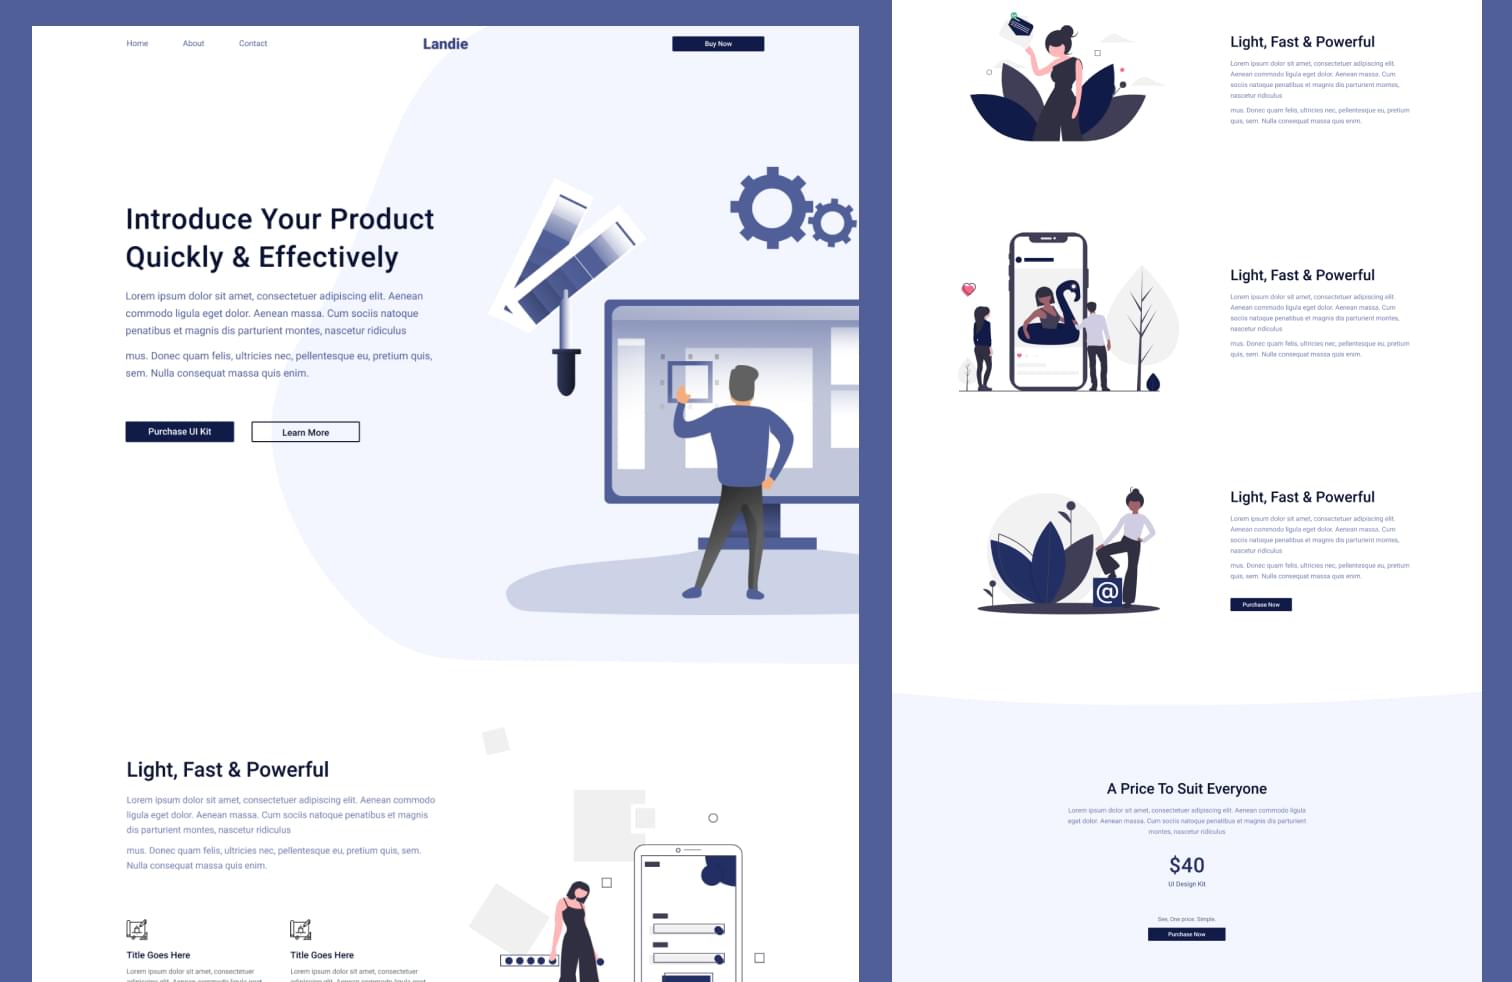 Home About Contact Landie Buy Now
Introduce Your Product
Quickly & Effectively
Lorem ipsum dolor sit amet, consectetuer adipiscing elit. Aenean
commodo ligula eget dolor. Aenean massa. Cum sociis natoque
penatibus et magnis dis parturient montes, nascetur ridiculus
mus. Donec quam felis, ultricies nec, pellentesque eu, pretium quis,
sem. Nulla consequat massa quis enim.
Purchase UI Kit Learn More
Light, Fast & Powerful
Lorem ipsum dolor sit amet, consectetuer adipiscing elit. Aenean commodo
ligula eget dolor. Aenean massa. Cum sociis natoque penatibus et magnis
dis parturient montes, nascetur ridiculus
mus. Donec quam felis, ultricies nec, pellentesque eu, pretium quis, sem.
Nulla consequat massa quis enim.
Title Goes Here
Lorem ipsum dolor sit amet, consectetuer
adipiscing elit. Aenean commodo ligula eget
Title Goes Here
Lorem ipsum dolor sit amet, consectetuer
adipiscing elit. Aenean commodo ligula eget
Light, Fast & Powerful
Lorem ipsum dolor sit amet, consectetuer adipiscing elit.
Aenean commodo ligula eget dolor. Aenean massa. Cum
sociis natoque penatibus et magnis dis parturient montes,
nascetur ridiculus
mus. Donec quam felis, ultricies nec, pellentesque eu, pretium
quis, sem. Nulla consequat massa quis enim.
Light, Fast & Powerful
Lorem ipsum dolor sit amet, consectetuer adipiscing elit.
Aenean commodo ligula eget dolor. Aenean massa. Cum
sociis natoque penatibus et magnis dis parturient montes,
nascetur ridiculus
mus. Donec quam felis, ultricies nec, pellentesque eu, pretium
quis, sem. Nulla consequat massa quis enim.
@
Light, Fast & Powerful
Lorem ipsum dolor sit amet, consectetuer adipiscing elit.
Aenean commodo ligula eget dolor. Aenean massa. Cum
sociis natoque penatibus et magnis dis parturient montes,
nascetur ridiculus
mus. Donec quam felis, ultricies nec, pellentesque eu, pretium
quis, sem. Nulla consequat massa quis enim.
Purchase Now
A Price To Suit Everyone
Lorem ipsum dolor sit amet, consectetuer adipiscing elit. Aenean commodo ligula
eget dolor. Aenean massa. Cum sociis natoque penatibus et magnis dis parturient
montes, nascetur ridiculus
$40
UI Design Kit
See, One price. Simple.
Purchase Now